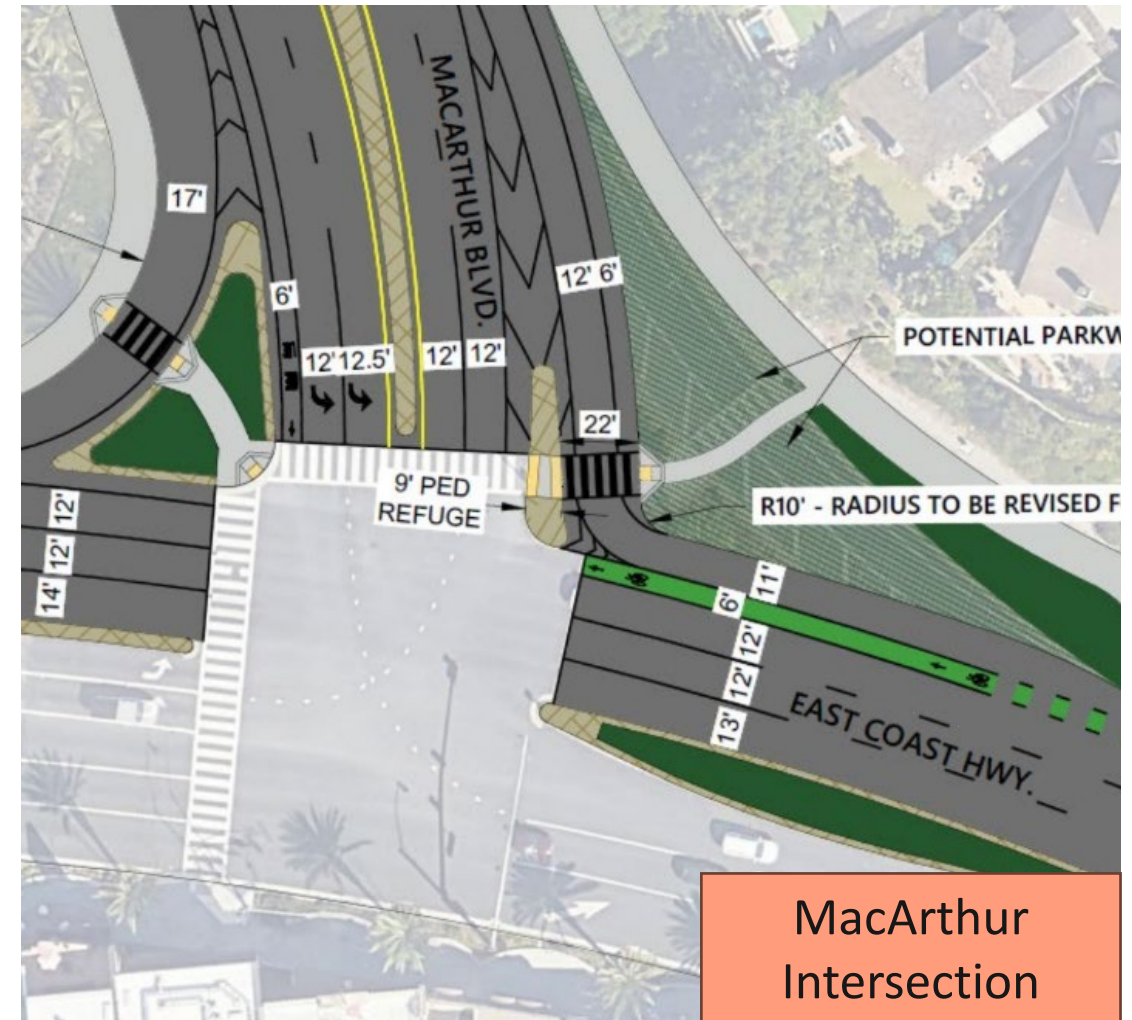 MACARTHUR BLVD.
17'
12' 6'
6'
POTENTIAL PARKW
12' 12.5' 12' 12'
22'
9' PED
REFUGE
R10' - RADIUS TO BE REVISED F
12'
12'
14'
11'
6'
12'
12'
13'
EAST COAST HWY.
MacArthur
Intersection